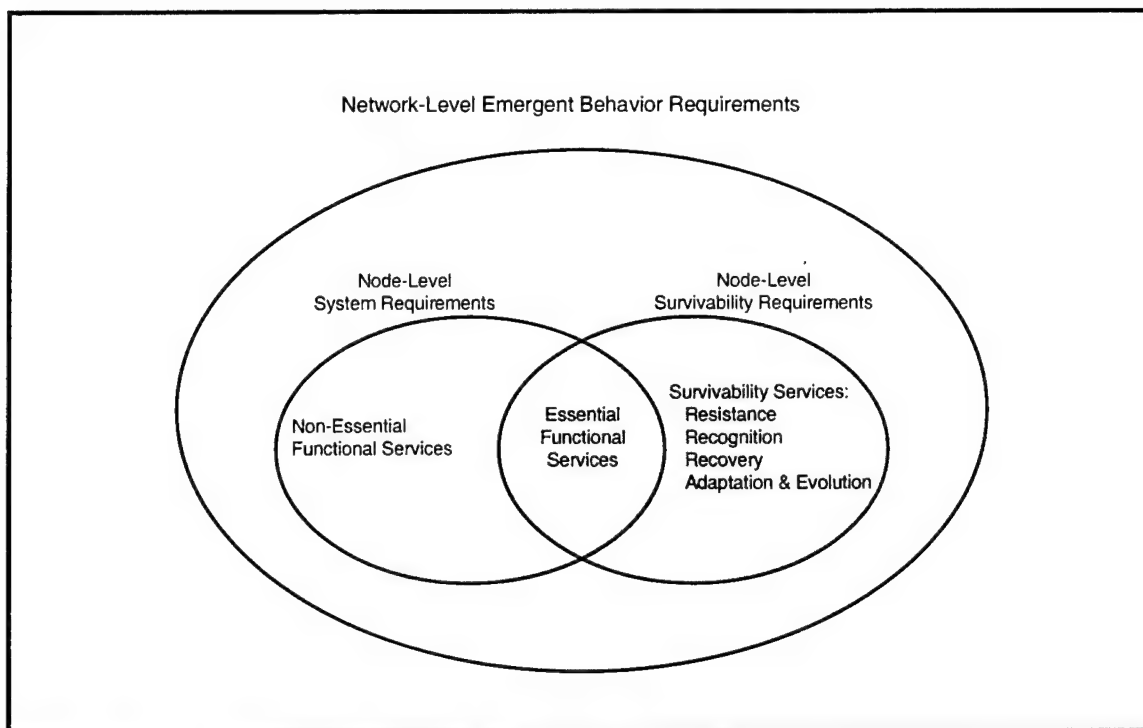 Network-Level Emergent Behavior Requirements
Node-Level
System Requirements
Node-Level
Survivability Requirements
Non-Essential
Functional Services
Essential
Functional
Services
Survivability Services:
Resistance
Recognition
Recovery
Adaptation & Evolution